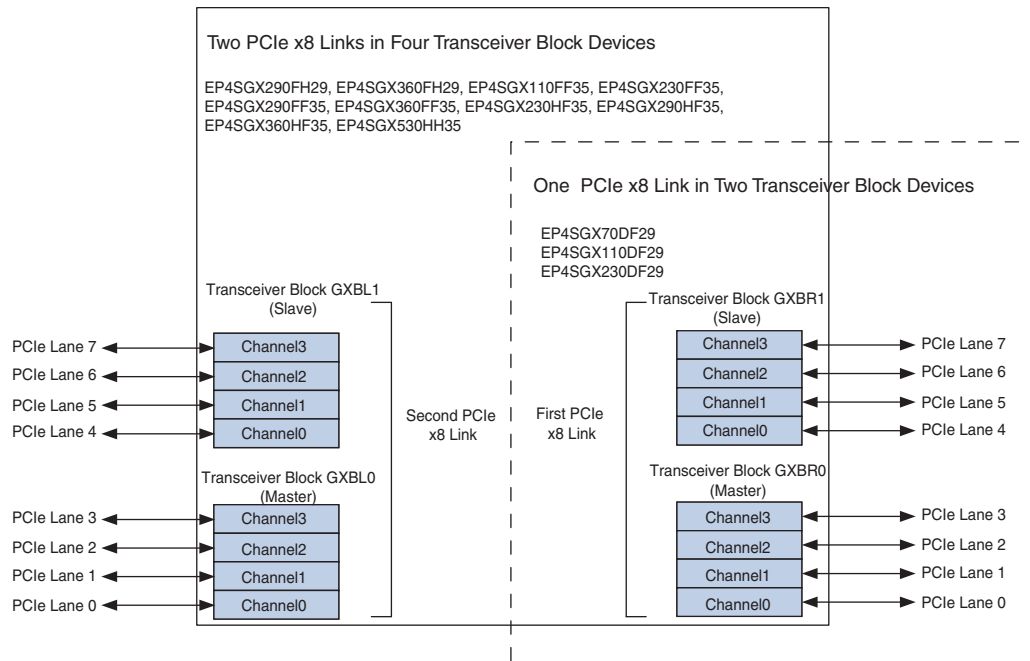 Two PCIe x8 Links in Four Transceiver Block Devices
EP4SGX290FH29, EP4SGX360FH29, EP4SGX110FF35, EP4SGX230FF35,
EP4SGX290FF35, EP4SGX360FF35, EP4SGX230HF35, EP4SGX290HF35,
EP4SGX360HF35, EP4SGX530HH35
One PCIe x8 Link in Two Transceiver Block Devices
EP4SGX70DF29
EP4SGX110DF29
EP4SGX230DF29
Transceiver Block GXBL1
(Slave)
PCIe Lane 7
Channel3
PCIe Lane 6
Channel2
PCIe Lane 5
Channel1
PCIe Lane 4
Channel0
Second PCIe
x8 Link
Transceiver Block GXBL0
(Master)
PCIe Lane 3
Channel3
PCIe Lane 2
Channel2
PCIe Lane 1
Channel1
PCIe Lane 0
Channel0
First PCIe
x8 Link
Transceiver Block GXBR1
(Slave)
Channel3
PCIe Lane 7
Channel2
PCIe Lane 6
Channel1
PCIe Lane 5
Channel0
PCIe Lane 4
Transceiver Block GXBR0
(Master)
Channel3
PCIe Lane 3
Channel2
PCIe Lane 2
Channel1
PCIe Lane 1
Channel0
PCIe Lane 0